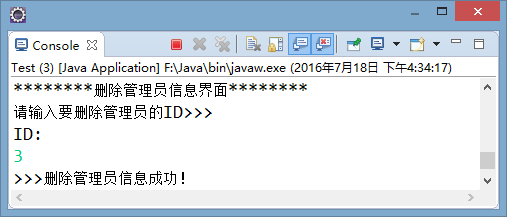 Console
Test (3) [Java Application] F:\Java\bin\javaw.exe (2016年7月18日 下午4:34:17)
********删除管理员信息界面********
请输入要删除管理员的ID>>>
ID:
3
>>>删除管理员信息成功!